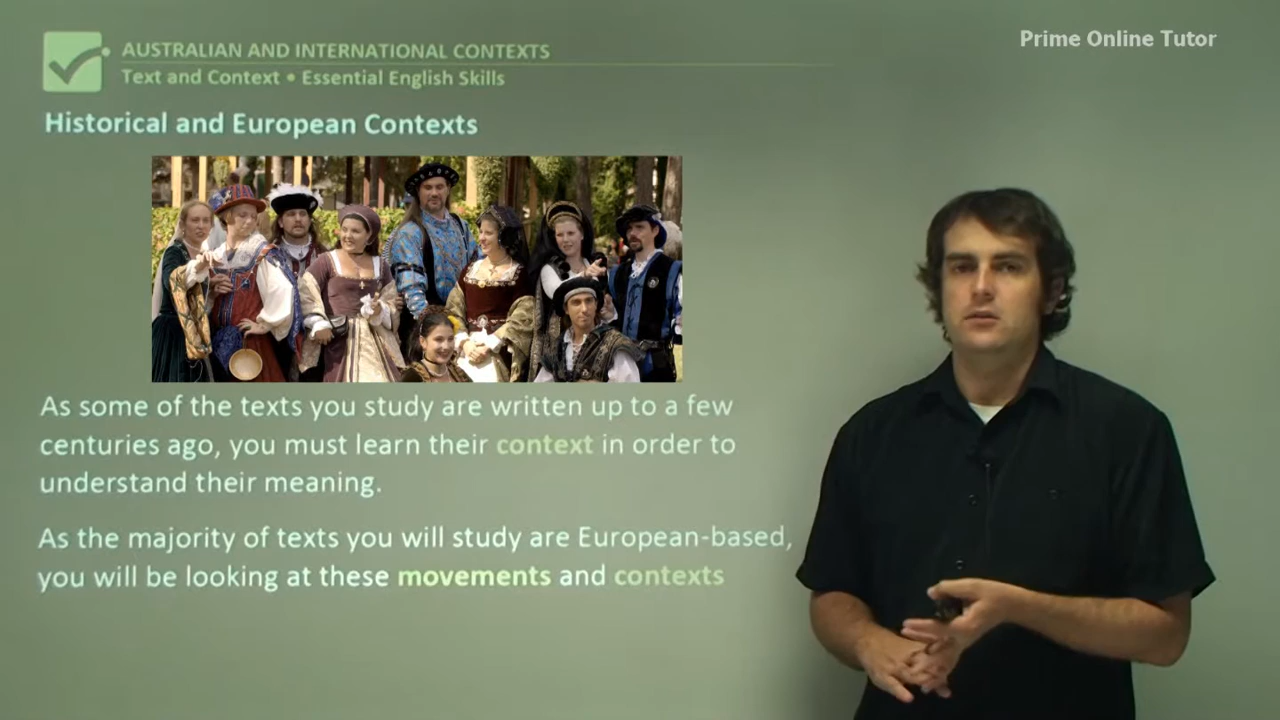 Prime Online Tutor
AUSTRALIAN AND INTERNATIONAL CONTEXTS
Text and Context • Essential English Skills
Historical and European Contexts
As some of the texts you study are written up to a few
centuries ago, you must learn their context in order to
understand their meaning.
As the majority of texts you will study are European-based,
you will be looking at these movements and contexts